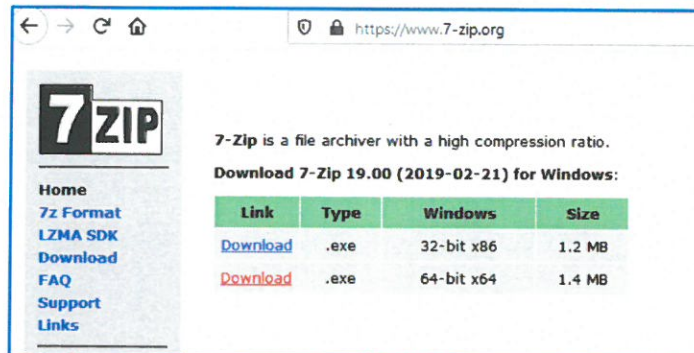 https://www.7-zip.org
7ZIP
7-Zip is a file archiver with a high compression ratio.
Download 7-Zip 19.00 (2019-02-21) for Windows:
Link Type Windows Size
Download .exe 32-bit x86 1.2 MB
Download .exe 64-bit x64 1.4 MB
Home
7z Format
LZMA SDK
Download
FAQ
Support
Links